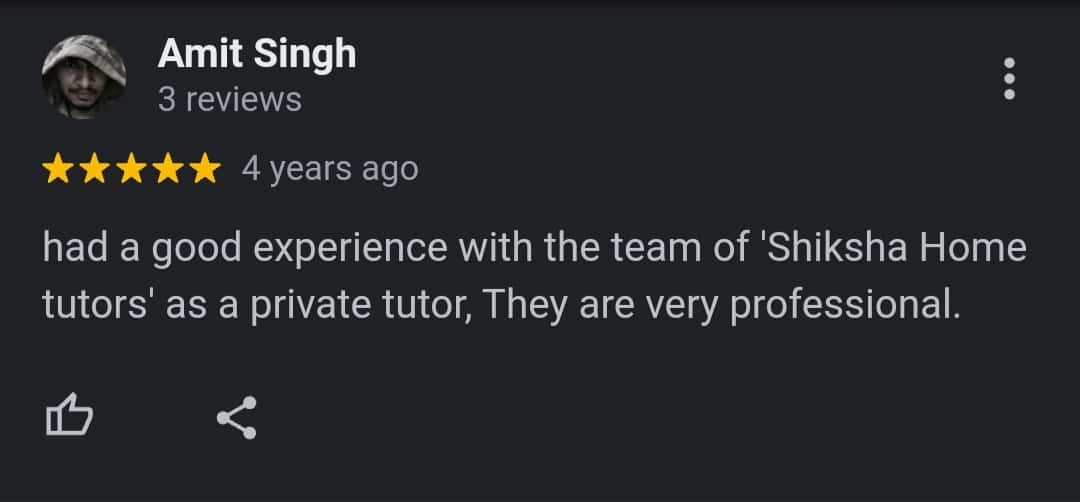 Amit Singh
3 reviews
4 years ago
had a good experience with the team of 'Shiksha Home
tutors' as a private tutor, They are very professional.